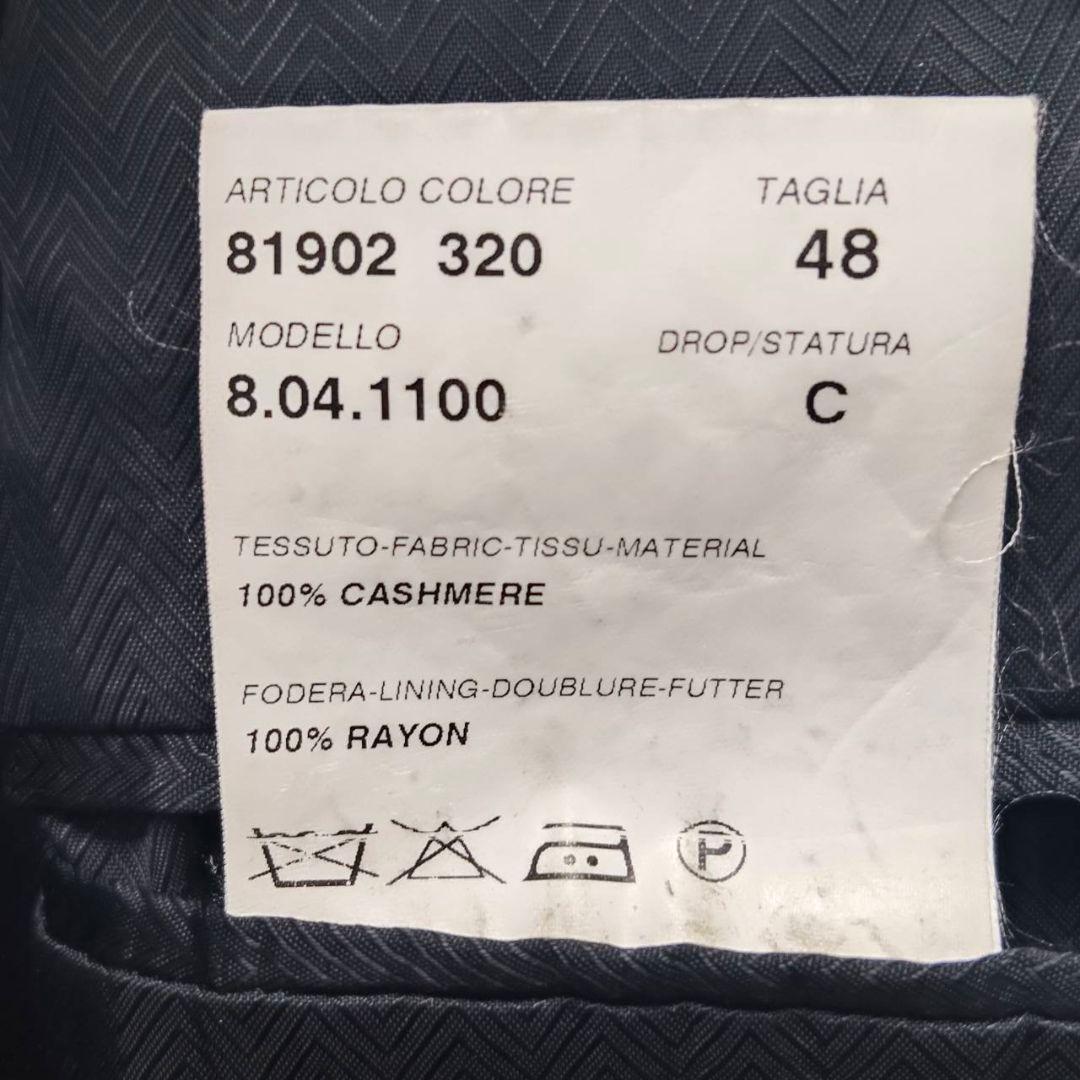 ARTICOLO COLORE TAGLIA
81902 320 48
MODELLO DROP/STATURA
8.04.1100 C
TESSUTO-FABRIC-TISSU-MATERIAL
100% CASHMERE
FODERA-LINING-DOUBLURE-FUTTER
100% RAYON
P